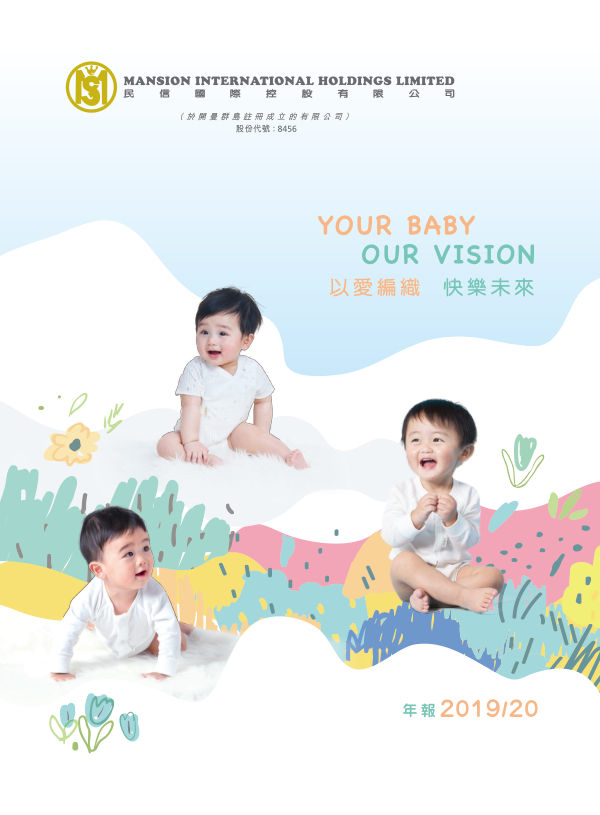 MANSION INTERNATIONAL HOLDINGS LIMITED
民信國際控股有限公司
（於開曼群島註冊成立的有限公司）
股份代號：8456
YOUR BABY
OUR VISION
以愛編織 快樂未來
年報 2019/20